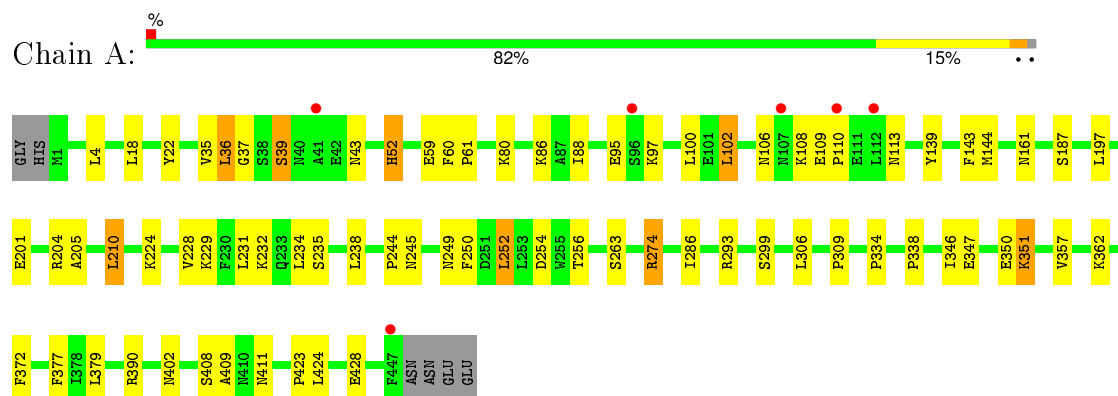 %
Chain A:
82% 15% • •
GLY HIS M1 L4 L18 Y22 V35 L36 G37 S38 S39 N40 A41 E42 N43 H52 E59 F60 P61 K80 K86 A87 I88 E95 S96 K97 L100 E101 L102 N106 N107 K108 E109 P110 E111 L112 N113 Y139 F143 M144 N161 S187 L197
E201 R204 A205 L210 K224 V228 K229 F230 L231 K232 Q233 L234 S235 L238 P244 N245 N249 F250 D251 L252 L253 D254 W255 T256 S263 R274 I286 R293 S299 L306 P309 P334 P338 I346 E347 E350 K351 V357 K362
F372 F377 I378 L379 R390 N402 S408 A409 N410 N411 P423 L424 E428 F447 ASN ASN GLU GLU